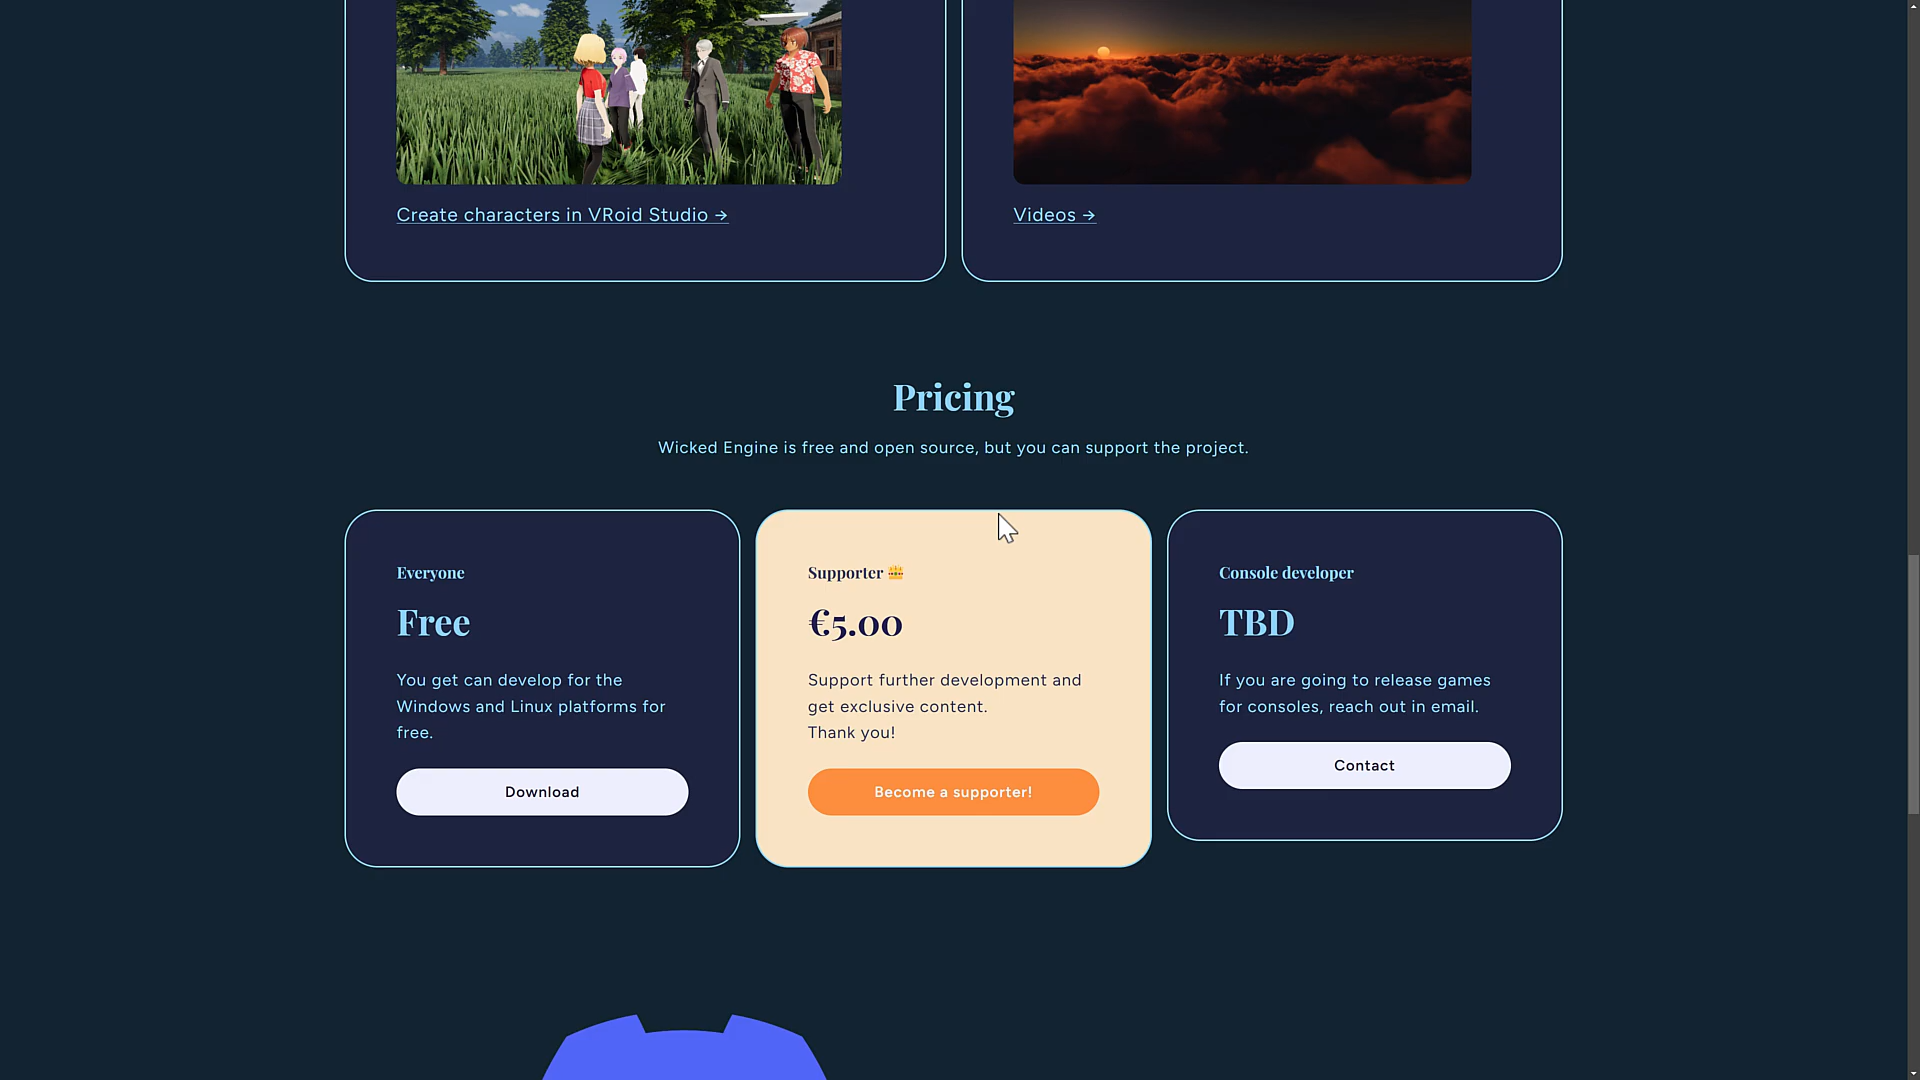 Create characters in VRoid Studio →
Videos →
Pricing
Wicked Engine is free and open source, but you can support the project.
Everyone
Free
You get can develop for the
Windows and Linux platforms for
free.
Download
Supporter 👑
€5.00
Support further development and
get exclusive content.
Thank you!
Become a supporter!
Console developer
TBD
If you are going to release games
for consoles, reach out in email.
Contact